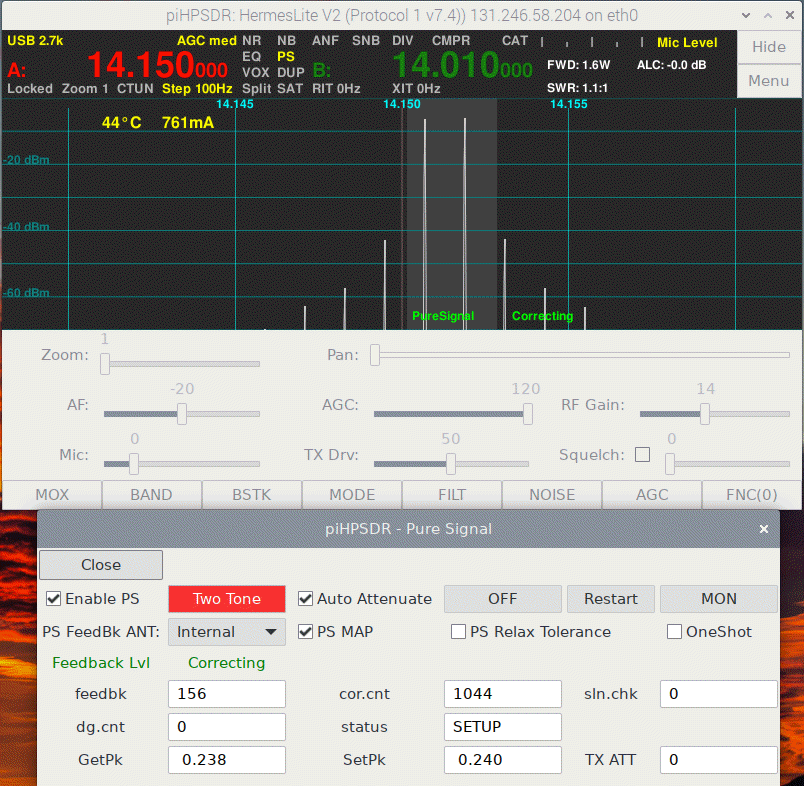 piHPSDR: HermesLite V2 (Protocol 1 v7.4)) 131.246.58.204 on eth0
USB 2.7k AGC med NR NB ANF SNB DIV CMPR CAT Mic Level Hide
EQ PS
A: 14.150000 VOX DUP B: 14.010000 FWD: 1.6W ALC: -0.0 dB
Locked Zoom 1 CTUN Step 100Hz Split SAT RIT 0Hz XIT 0Hz SWR: 1.1:1 Menu
14.145 14.150 14.155
44°C 761mA
-20 dBm
-40 dBm
-60 dBm
PureSignal Correcting
1
Zoom: Pan:
-20 120 14
AF: AGC: RF Gain:
0 50 0
Mic: TX Drv: Squelch:
MOX BAND BSTK MODE FILT NOISE AGC FNC(0)
piHPSDR - Pure Signal ×
Close
Enable PS Two Tone Auto Attenuate OFF Restart MON
PS FeedBk ANT: Internal PS MAP PS Relax Tolerance OneShot
Feedback Lvl Correcting
feedbk 156 cor.cnt 1044 sln.chk 0
dg.cnt 0 status SETUP
GetPk 0.238 SetPk 0.240 TX ATT 0